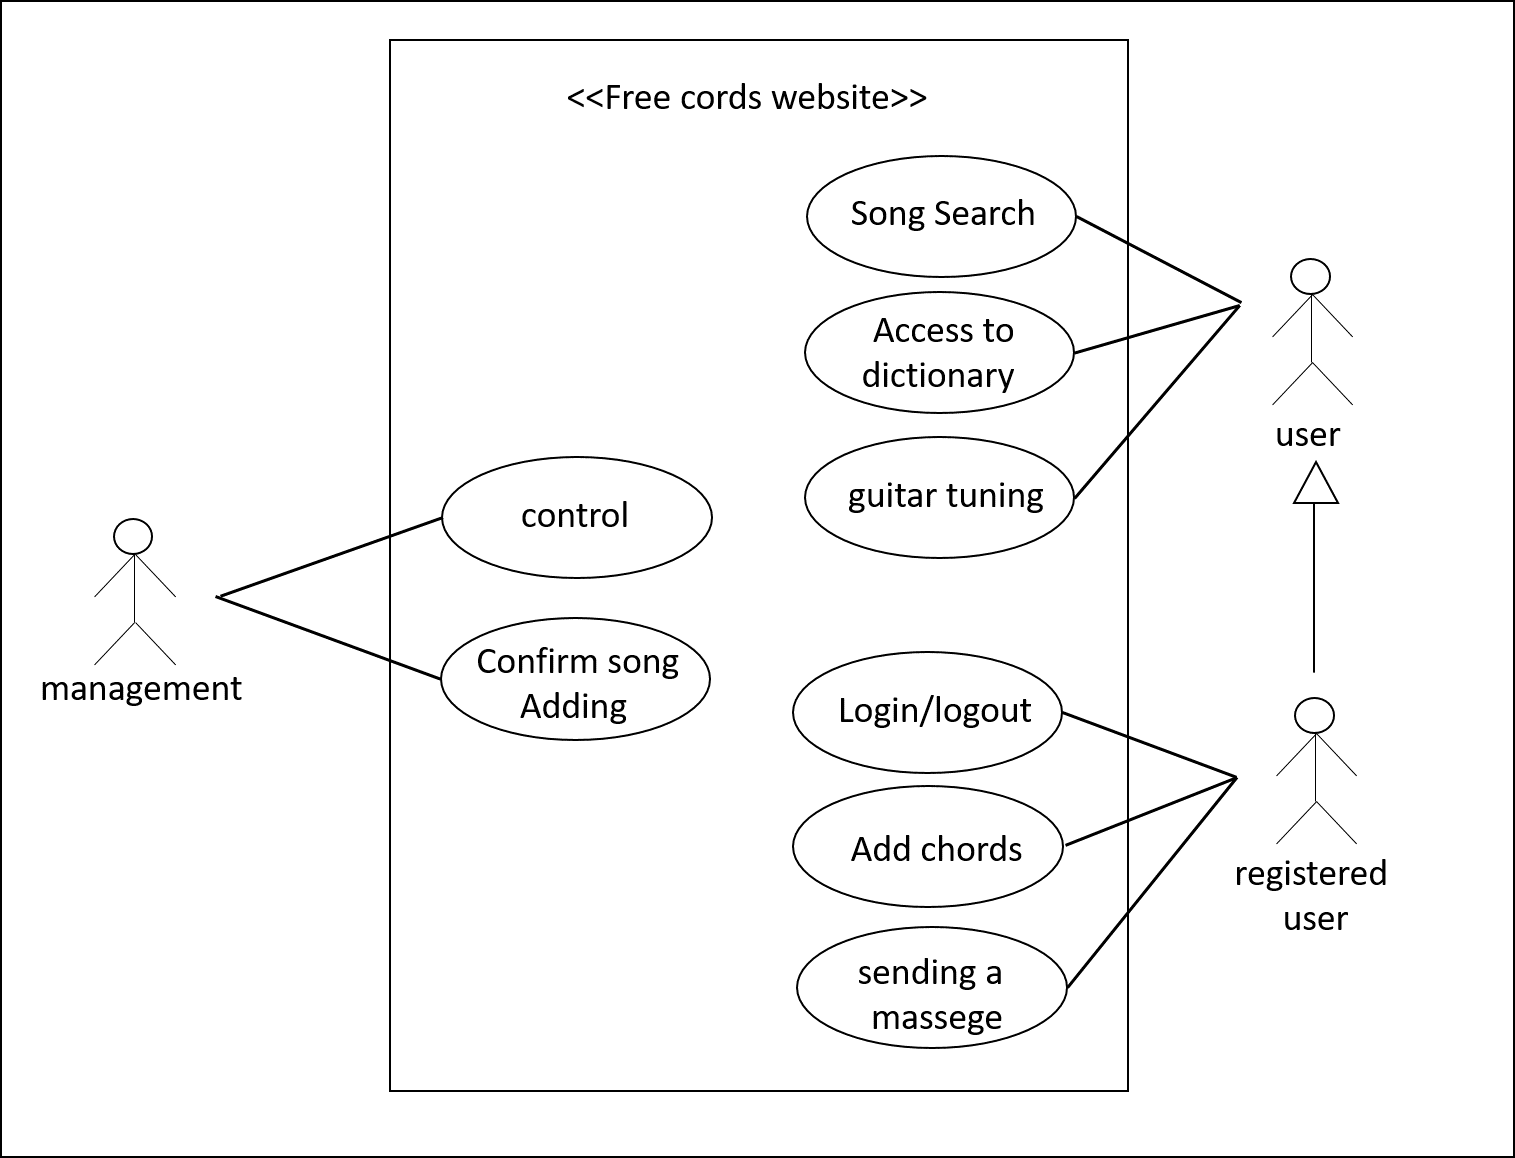 <<Free cords website>>
Song Search
Access to
dictionary
user
guitar tuning
control
Confirm song
Adding
management
Login/logout
Add chords
registered
user
sending a
massege